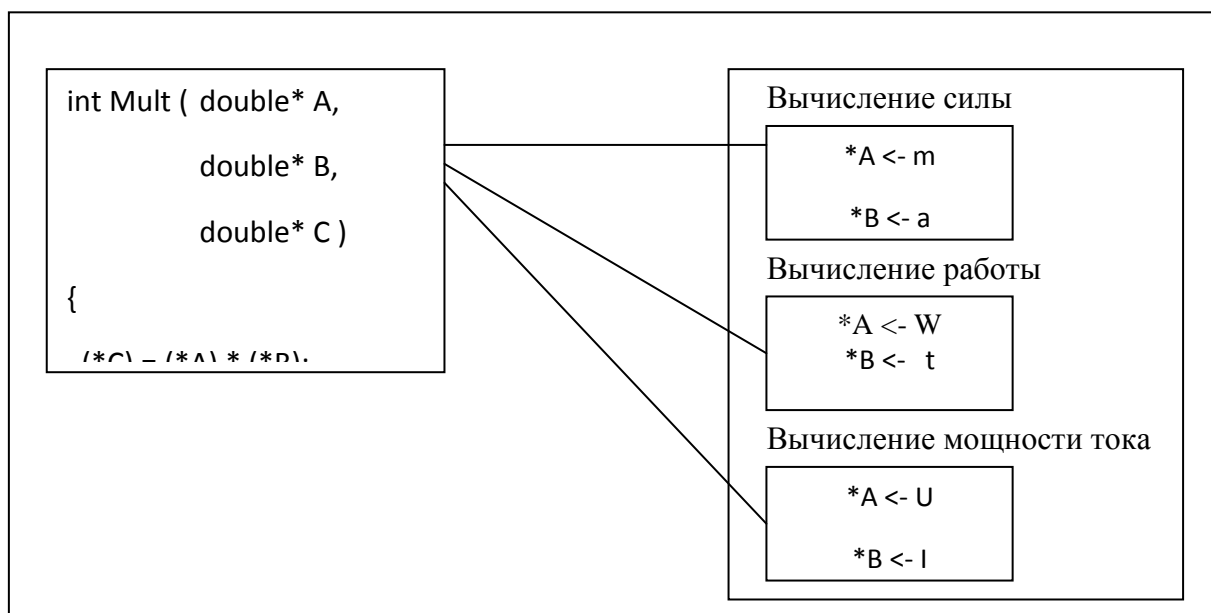 int Mult ( double* A,
double* B,
double* C )
{
(*C) = (*A) * (*B);
Вычисление силы
*A <- m
*B <- a
Вычисление работы
*A <- W
*B <- t
Вычисление мощности тока
*A <- U
*B <- I